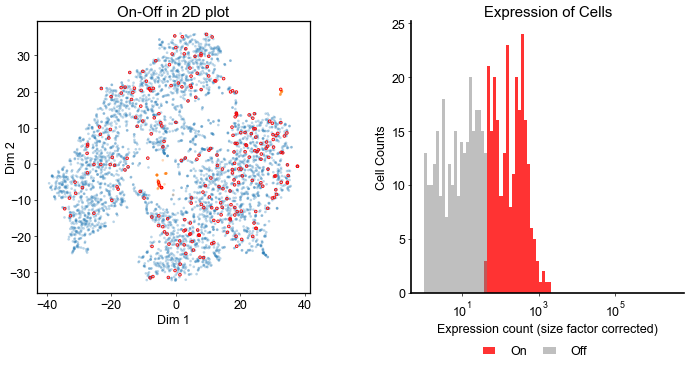 On-Off in 2D plot
Dim 2
30
20
10
0
−10
−20
−30
−40
−20
0
20
40
Dim 1
Expression of Cells
Cell Counts
25
20
15
10
5
0
10^1
10^3
10^5
Expression count (size factor corrected)
On
Off